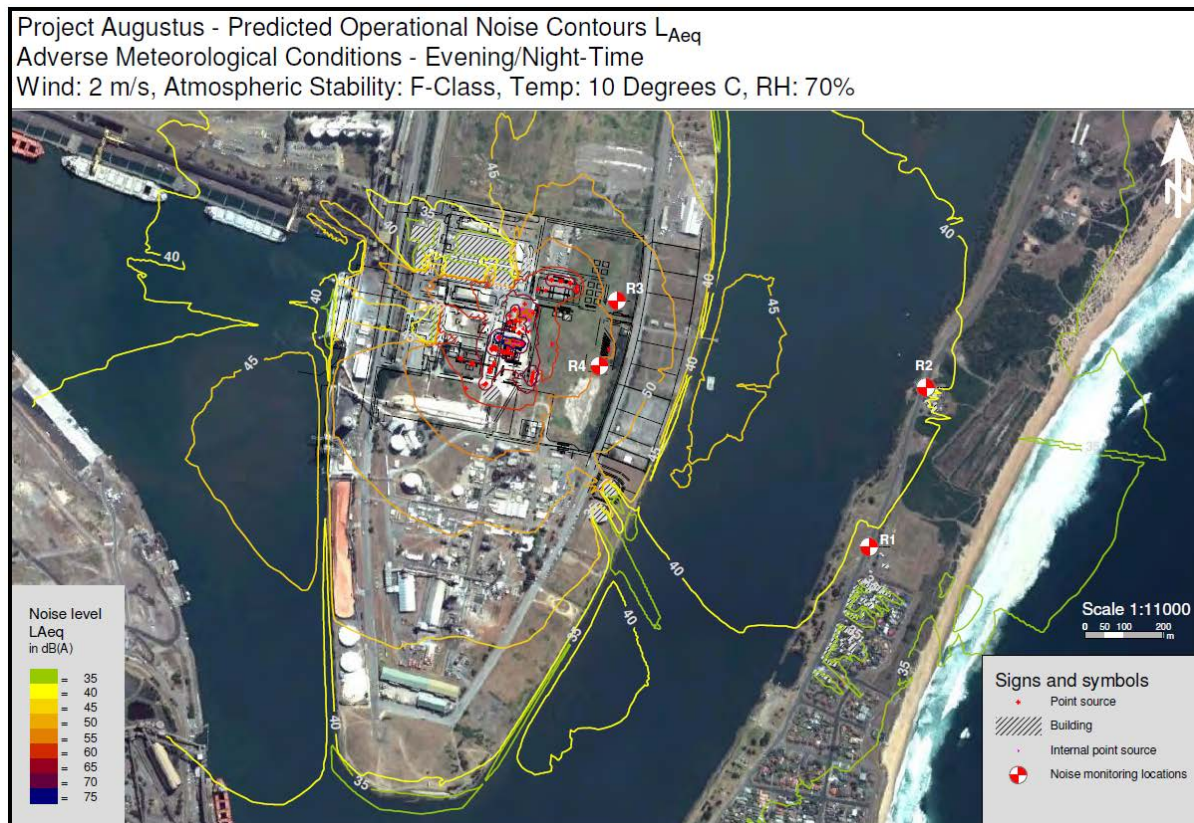 Project Augustus - Predicted Operational Noise Contours LAeq
Adverse Meteorological Conditions - Evening/Night-Time
Wind: 2 m/s, Atmospheric Stability: F-Class, Temp: 10 Degrees C, RH: 70%
45
35
40
40
40
N
40
40
45
R3
40
45
R4
R2
50
45
40
R1
40
35
35
40
35
Scale 1:11000
0 50 100 200
m
Noise level
LAeq
in dB(A)
= 35
= 40
= 45
= 50
= 55
= 60
= 65
= 70
= 75
Signs and symbols
Point source
Building
Internal point source
Noise monitoring locations